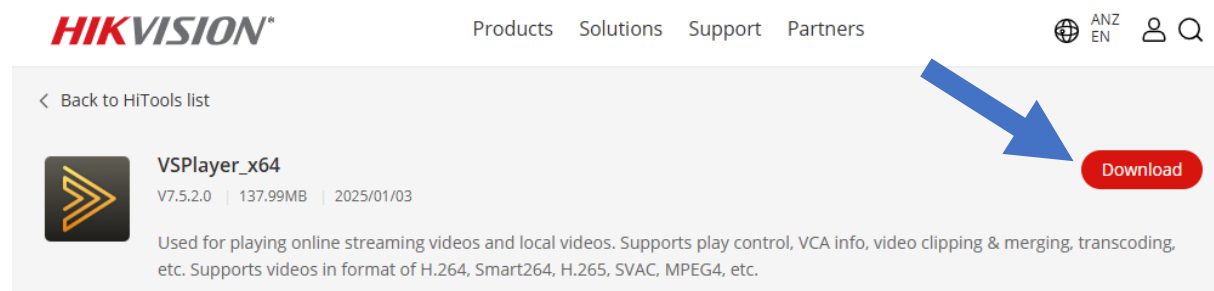 HIKVISION®
Products Solutions Support Partners
ANZ
EN
< Back to HiTools list
VSPlayer_x64
V7.5.2.0 | 137.99MB | 2025/01/03
Download
Used for playing online streaming videos and local videos. Supports play control, VCA info, video clipping & merging, transcoding,
etc. Supports videos in format of H.264, Smart264, H.265, SVAC, MPEG4, etc.